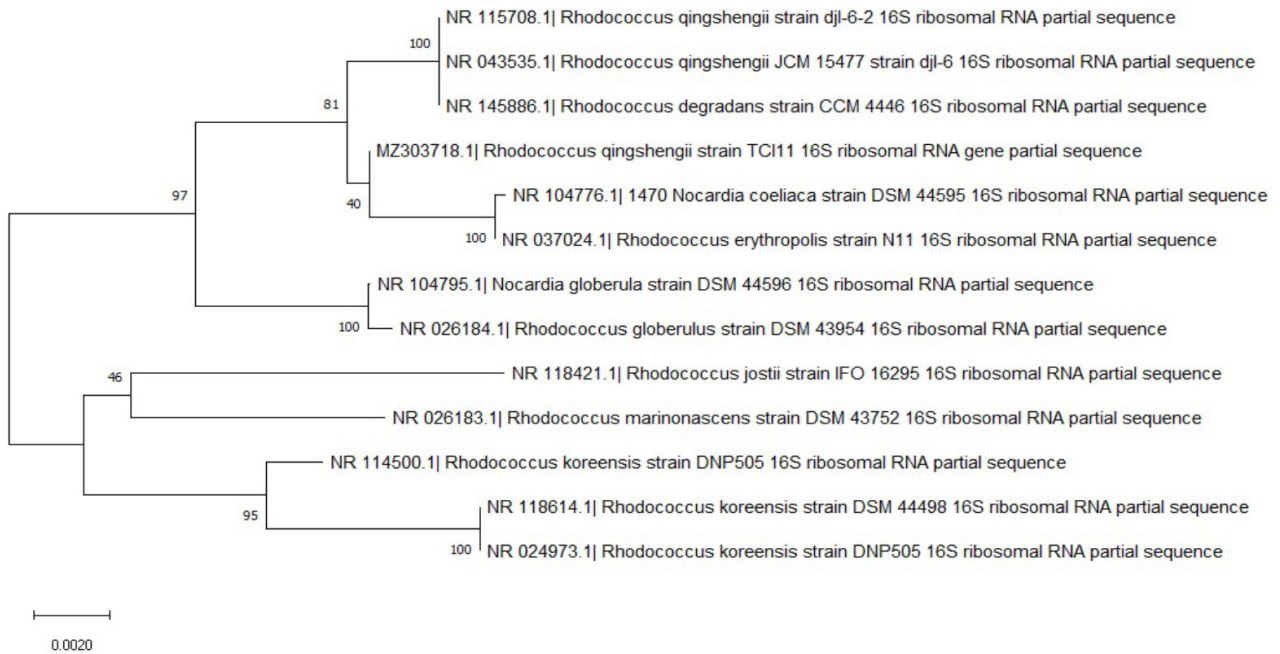 NR 115708.1| Rhodococcus qingshengii strain djl-6-2 16S ribosomal RNA partial sequence
100
NR 043535.1| Rhodococcus qingshengii JCM 15477 strain djl-6 16S ribosomal RNA partial sequence
81
NR 145886.1| Rhodococcus degradans strain CCM 4446 16S ribosomal RNA partial sequence
MZ303718.1| Rhodococcus qingshengii strain TCI11 16S ribosomal RNA gene partial sequence
97
NR 104776.1| 1470 Nocardia coeliaca strain DSM 44595 16S ribosomal RNA partial sequence
40
100
NR 037024.1| Rhodococcus erythropolis strain N11 16S ribosomal RNA partial sequence
NR 104795.1| Nocardia globerula strain DSM 44596 16S ribosomal RNA partial sequence
100
NR 026184.1| Rhodococcus globerulus strain DSM 43954 16S ribosomal RNA partial sequence
46
NR 118421.1| Rhodococcus jostii strain IFO 16295 16S ribosomal RNA partial sequence
NR 026183.1| Rhodococcus marinonascens strain DSM 43752 16S ribosomal RNA partial sequence
NR 114500.1| Rhodococcus koreensis strain DNP505 16S ribosomal RNA partial sequence
95
NR 118614.1| Rhodococcus koreensis strain DSM 44498 16S ribosomal RNA partial sequence
100
NR 024973.1| Rhodococcus koreensis strain DNP505 16S ribosomal RNA partial sequence
0.0020